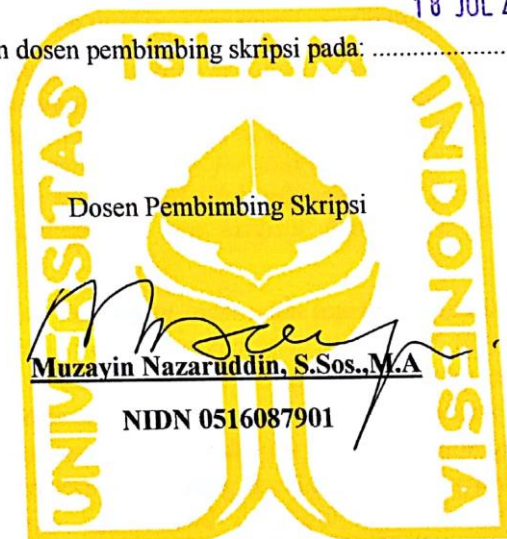 18 JUL
n dosen pembimbing skripsi pada: ......................
UNIVERSITAS ISLAM INDONESIA
Dosen Pembimbing Skripsi
Muzayin Nazaruddin, S.Sos.,M.A
NIDN 0516087901